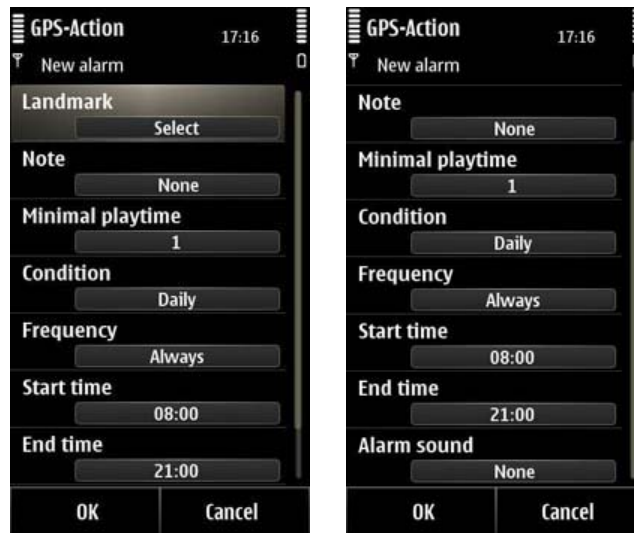 GPS-Action
17:16
New alarm
Landmark
Select
Note
None
Minimal playtime
1
Condition
Daily
Frequency
Always
Start time
08:00
End time
21:00
OK Cancel
GPS-Action
17:16
New alarm
Note
None
Minimal playtime
1
Condition
Daily
Frequency
Always
Start time
08:00
End time
21:00
Alarm sound
None
OK Cancel